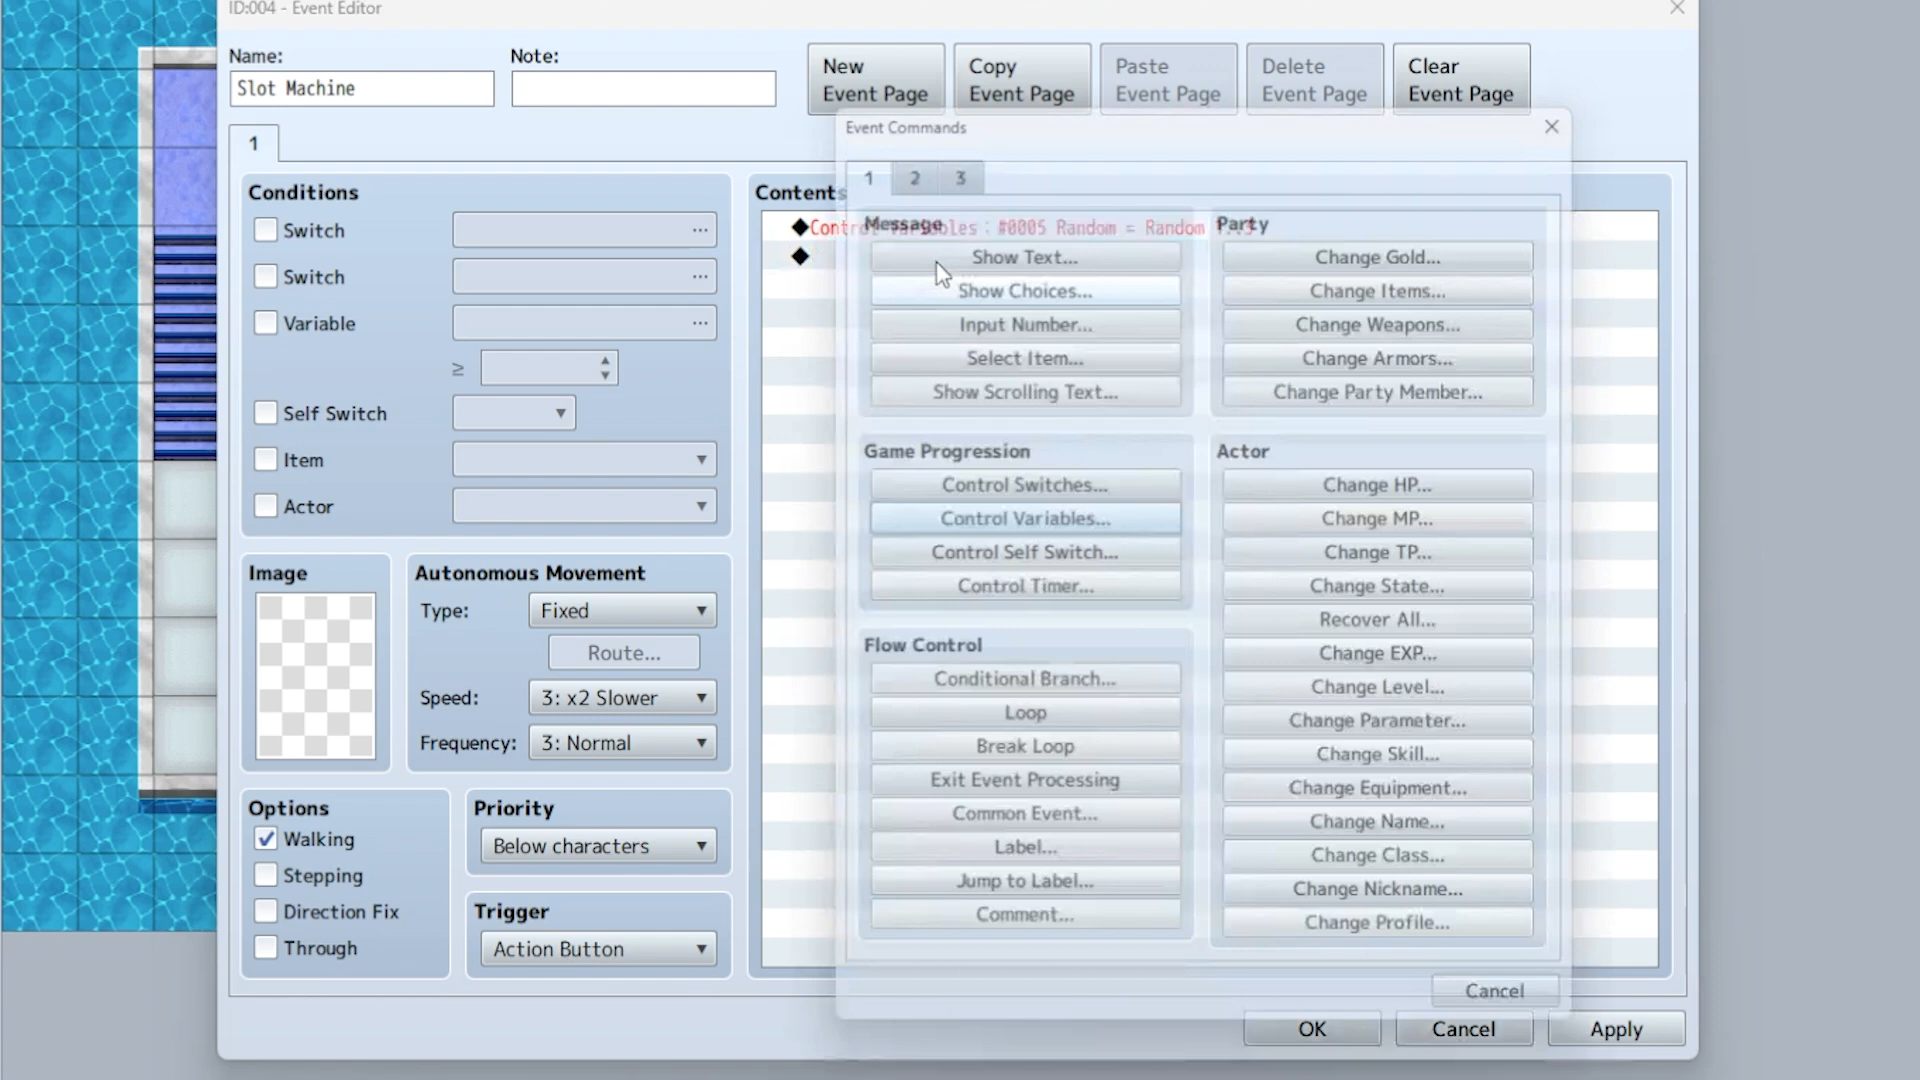 ID:004 - Event Editor
Name:
Note:
Slot Machine
New
Event Page
Copy
Event Page
Paste
Event Page
Delete
Event Page
Clear
Event Page
1
Conditions
Switch
...
Switch
...
Variable
...
≥
Self Switch
Item
Actor
Image
Autonomous Movement
Type:
Fixed
Route...
Speed:
3: x2 Slower
Frequency:
3: Normal
Options
Walking
Stepping
Direction Fix
Through
Priority
Below characters
Trigger
Action Button
Contents
◆Control Variables : #0005 Random = Random
◆
Event Commands
1
2
3
Message
Show Text...
Show Choices...
Input Number...
Select Item...
Show Scrolling Text...
Game Progression
Control Switches...
Control Variables...
Control Self Switch...
Control Timer...
Flow Control
Conditional Branch...
Loop
Break Loop
Exit Event Processing
Common Event...
Label...
Jump to Label...
Comment...
Party
Change Gold...
Change Items...
Change Weapons...
Change Armors...
Change Party Member...
Actor
Change HP...
Change MP...
Change TP...
Change State...
Recover All...
Change EXP...
Change Level...
Change Parameter...
Change Skill...
Change Equipment...
Change Name...
Change Class...
Change Nickname...
Change Profile...
Cancel
OK
Cancel
Apply